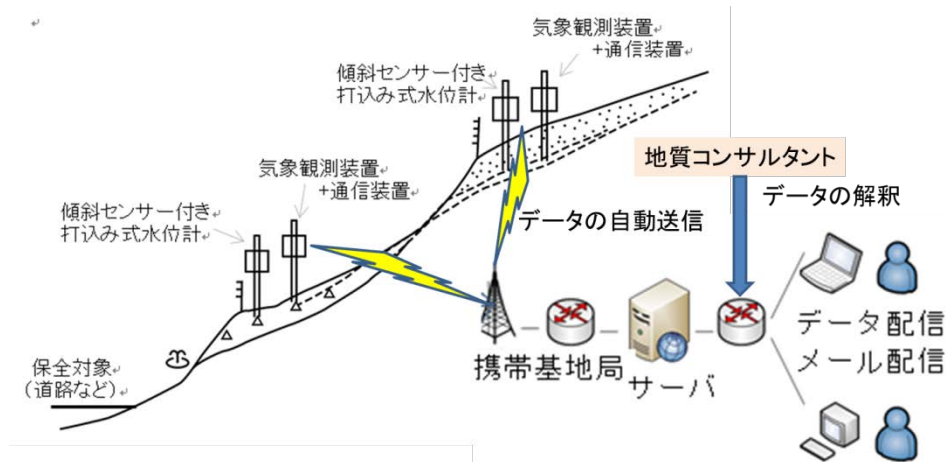 気象観測装置
+通信装置
傾斜センサー付き
打込み式水位計
地質コンサルタント
気象観測装置
+通信装置
データの解釈
データの自動送信
傾斜センサー付き
打込み式水位計
データ配信
メール配信
携帯基地局
サーバ
保全対象
(道路など)